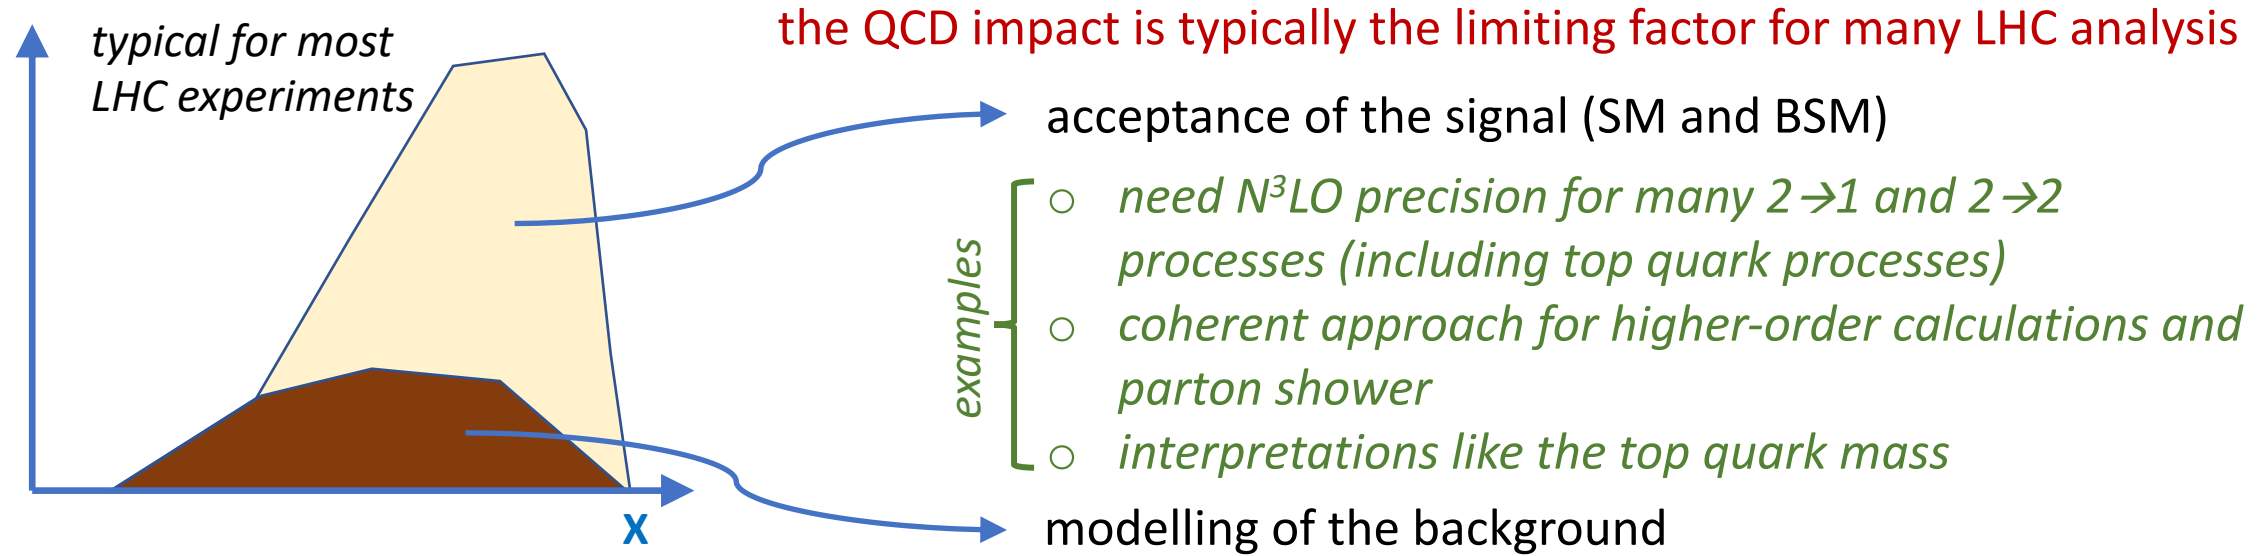 typical for most
LHC experiments
the QCD impact is typically the limiting factor for many LHC analysis
acceptance of the signal (SM and BSM)
examples
○ need N³LO precision for many 2→1 and 2→2
processes (including top quark processes)
○ coherent approach for higher-order calculations and
parton shower
○ interpretations like the top quark mass
modelling of the background
X